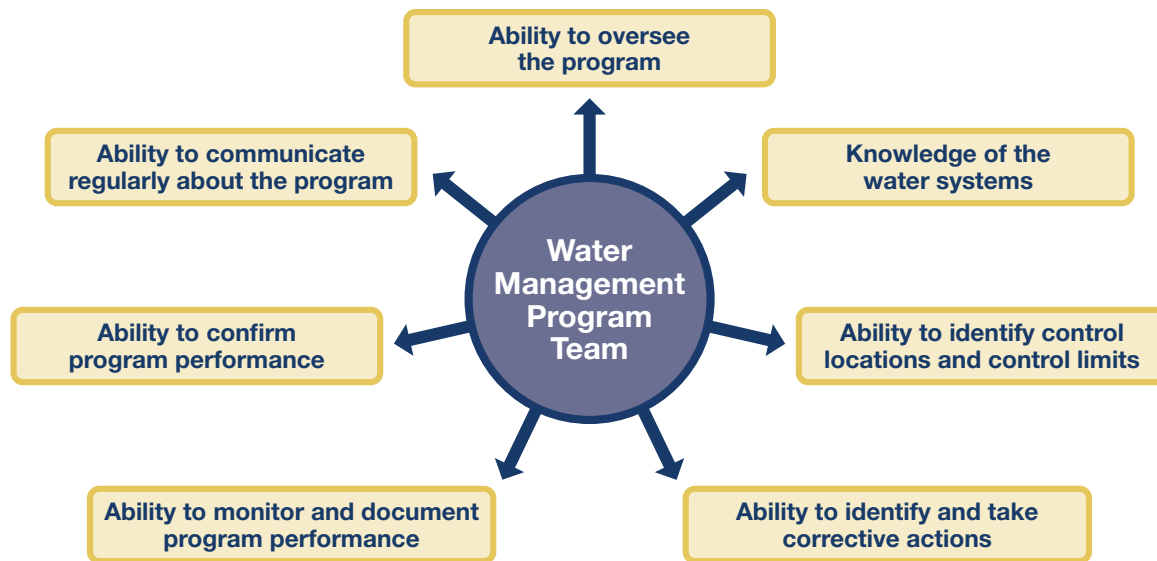 Ability to oversee
the program
Ability to communicate
regularly about the program
Knowledge of the
water systems
Water
Management
Program
Team
Ability to confirm
program performance
Ability to identify control
locations and control limits
Ability to monitor and document
program performance
Ability to identify and take
corrective actions